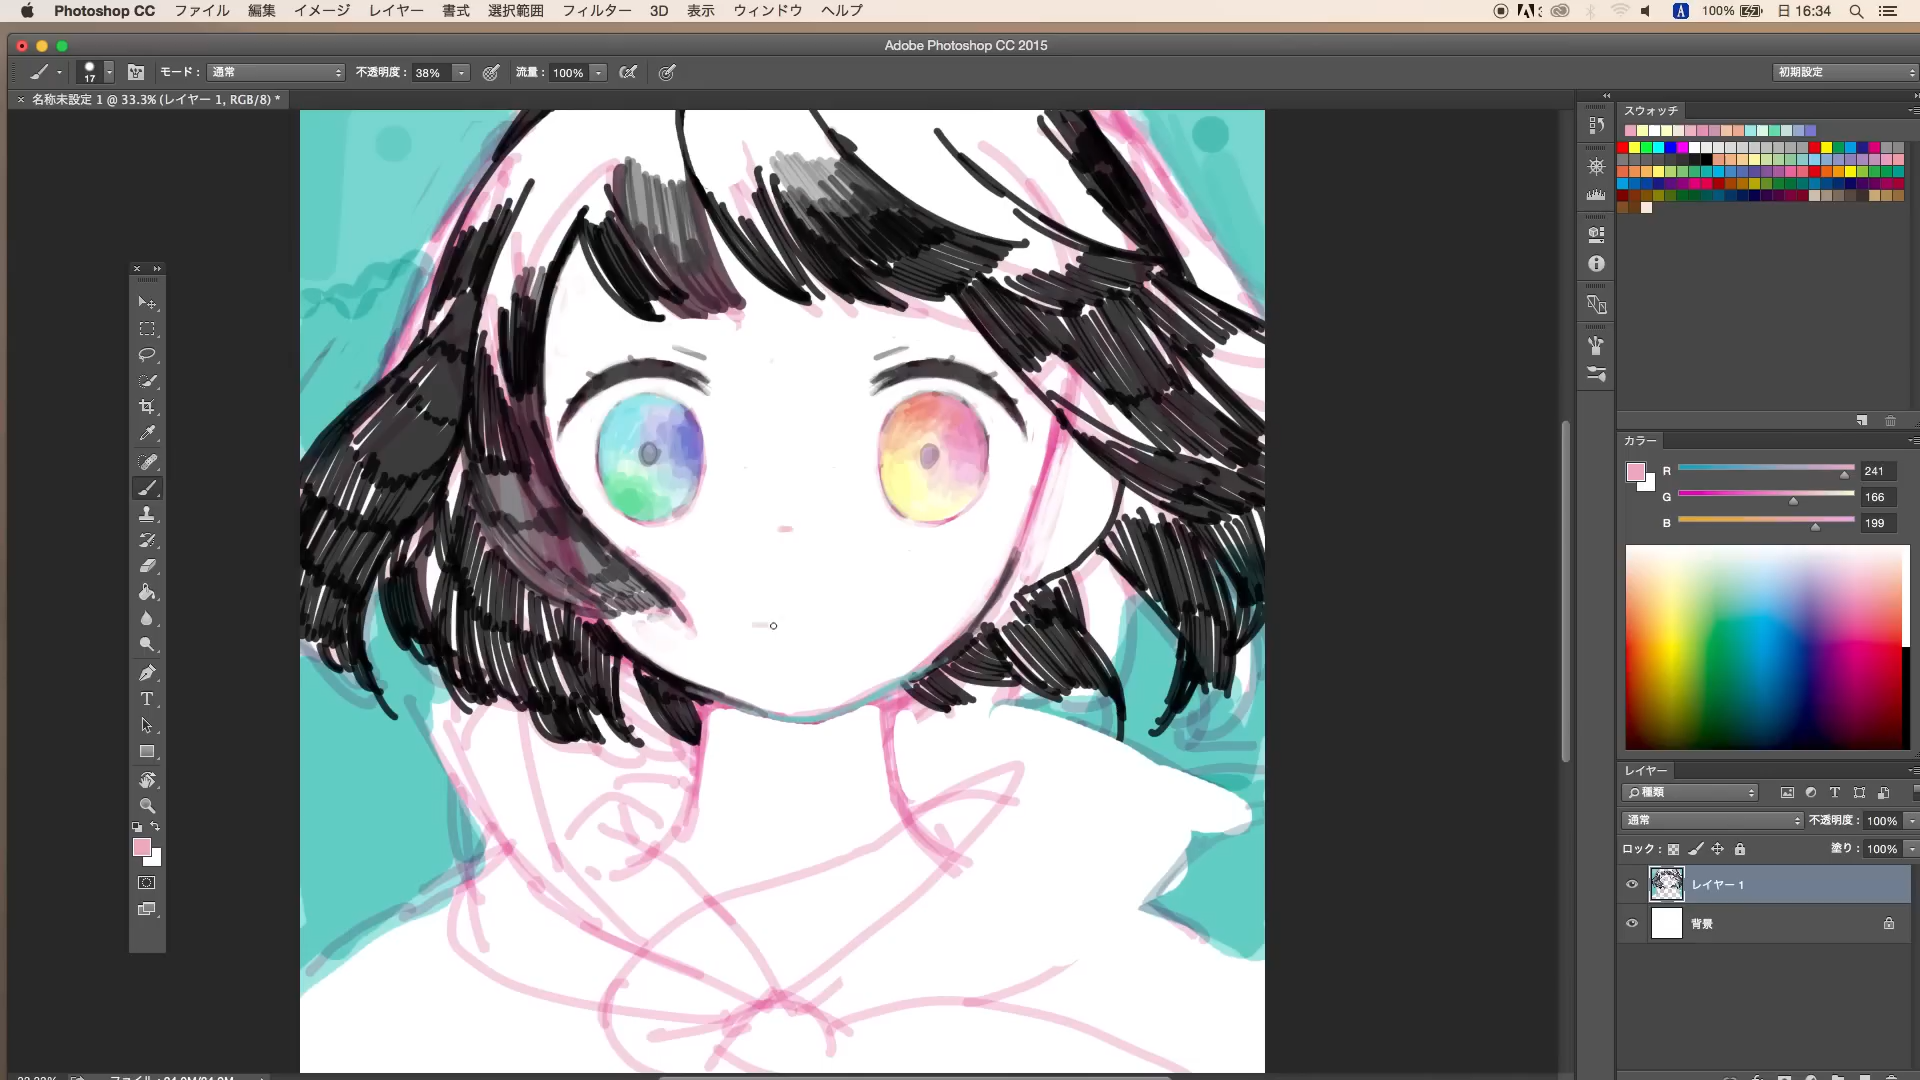 Photoshop CC ファイル 編集 イメージ レイヤー 書式 選択範囲 フィルター 3D 表示 ウィンドウ ヘルプ
A 100% 日 16:34
Adobe Photoshop CC 2015
17 モード： 通常 不透明度： 38% 流量： 100% 初期設定
× 名称未設定 1 @ 33.3% (レイヤー 1, RGB/8) *
スウォッチ
カラー
R 241
G 166
B 199
T
レイヤー
種類 T
通常 不透明度： 100%
ロック： 塗り： 100%
レイヤー 1
背景